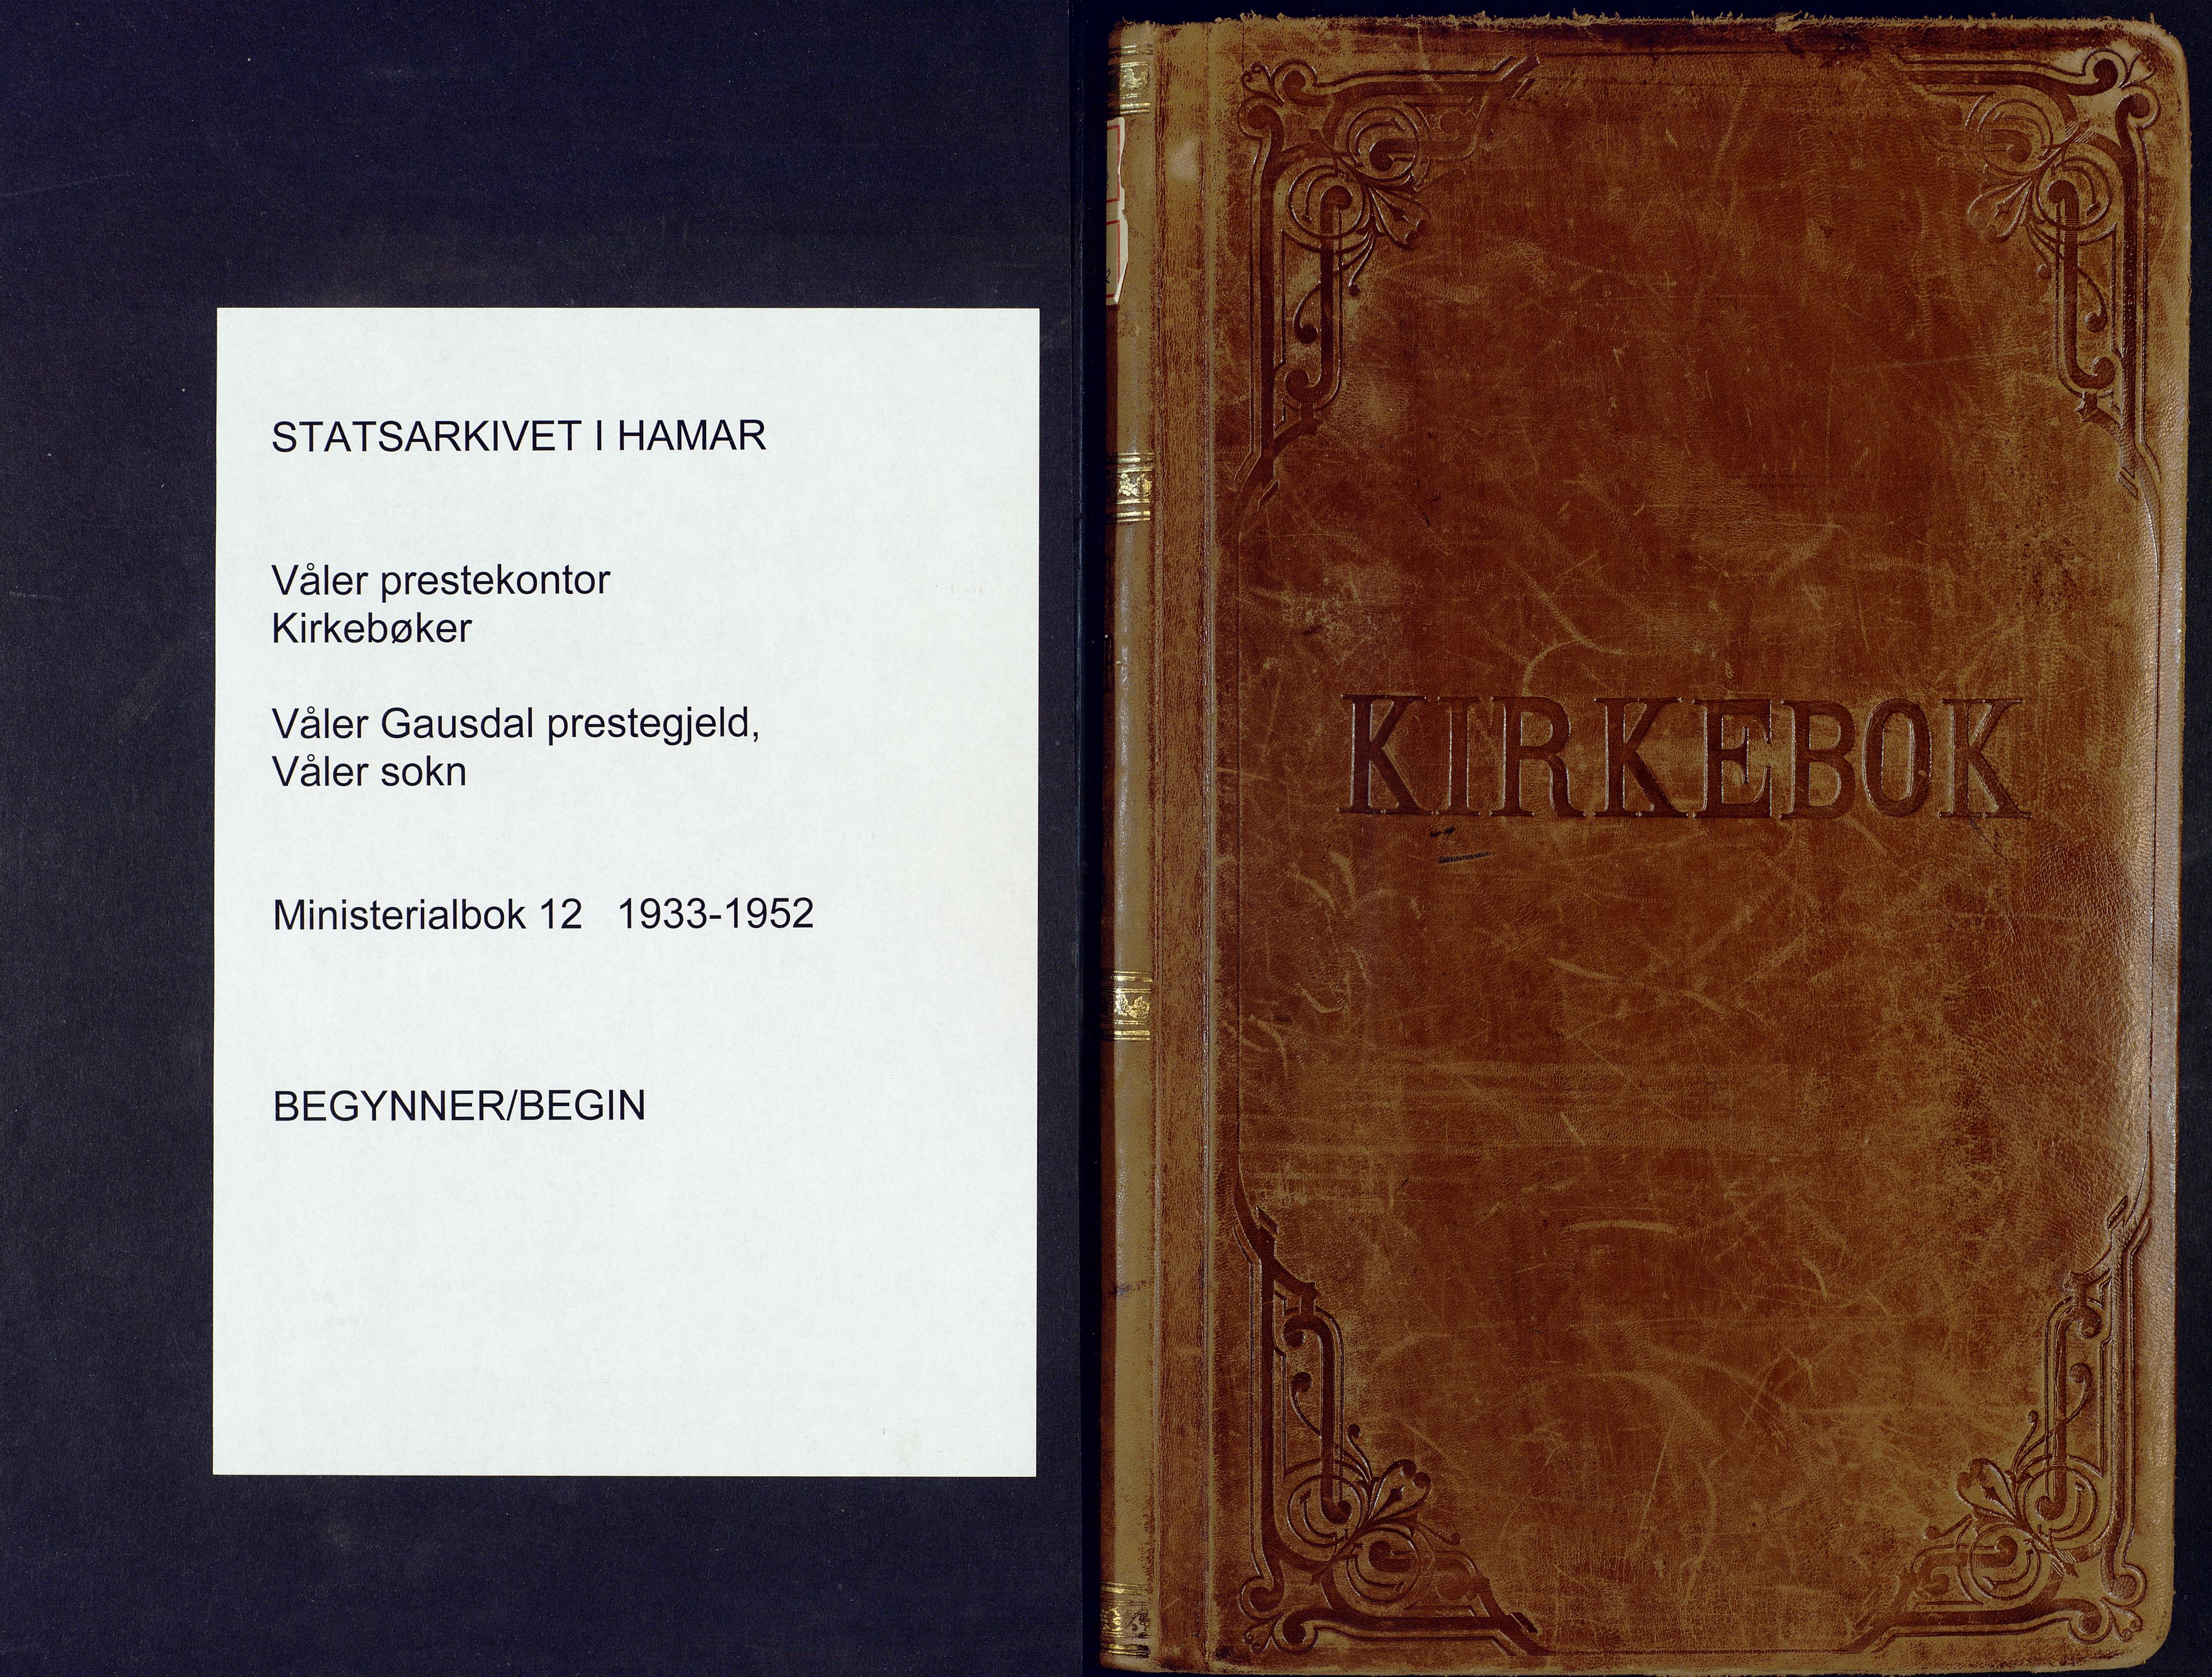 STATSARKIVET I HAMAR
Våler prestekontor
Kirkebøker
Våler Gausdal prestegjeld,
Våler sokn
Ministerialbok 12 1933-1952
BEGYNNER/BEGIN
KIRKEBOK